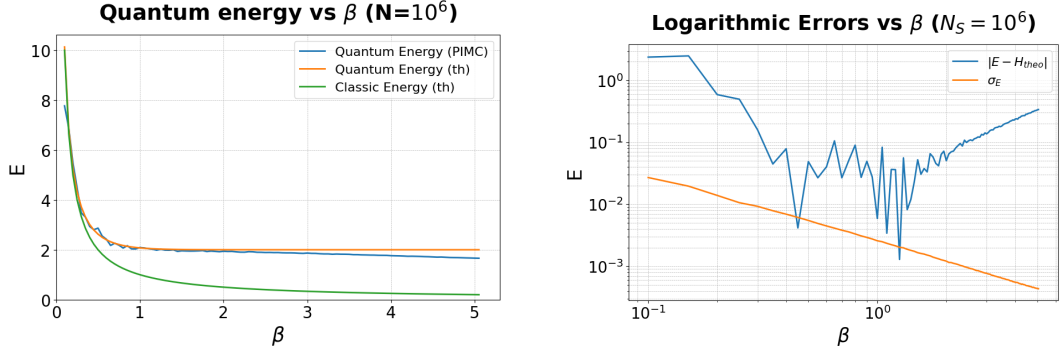 Quantum energy vs β (N=10⁶)
E
10
8
6
4
2
0
0
1
2
3
4
5
β
Quantum Energy (PIMC)
Quantum Energy (th)
Classic Energy (th)
Logarithmic Errors vs β (N_S = 10⁶)
E
10⁰
10⁻¹
10⁻²
10⁻³
10⁻¹
10⁰
β
|E − H_theo|
σ_E